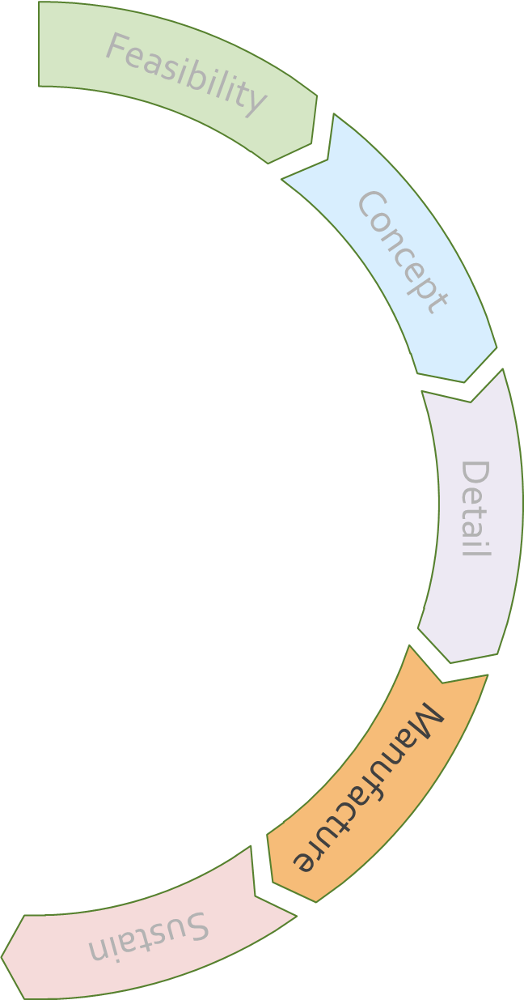 Feasibility
Concept
Detail
Manufacture
Sustain